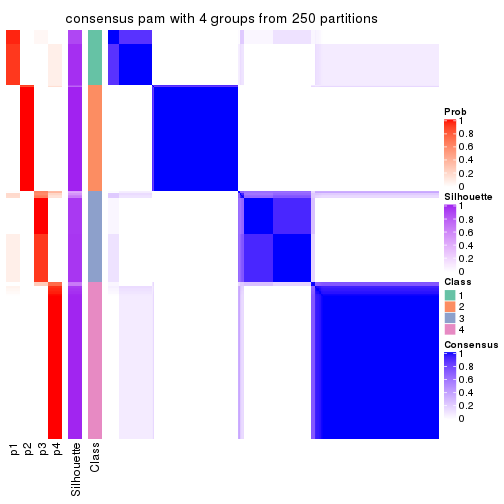 consensus pam with 4 groups from 250 partitions
Prob
1
0.8
0.6
0.4
0.2
0
Silhouette
1
0.8
0.6
0.4
0.2
0
Class
1
2
3
4
Consensus
1
0.8
0.6
0.4
0.2
0
p1
p2
p3
p4
Silhouette
Class